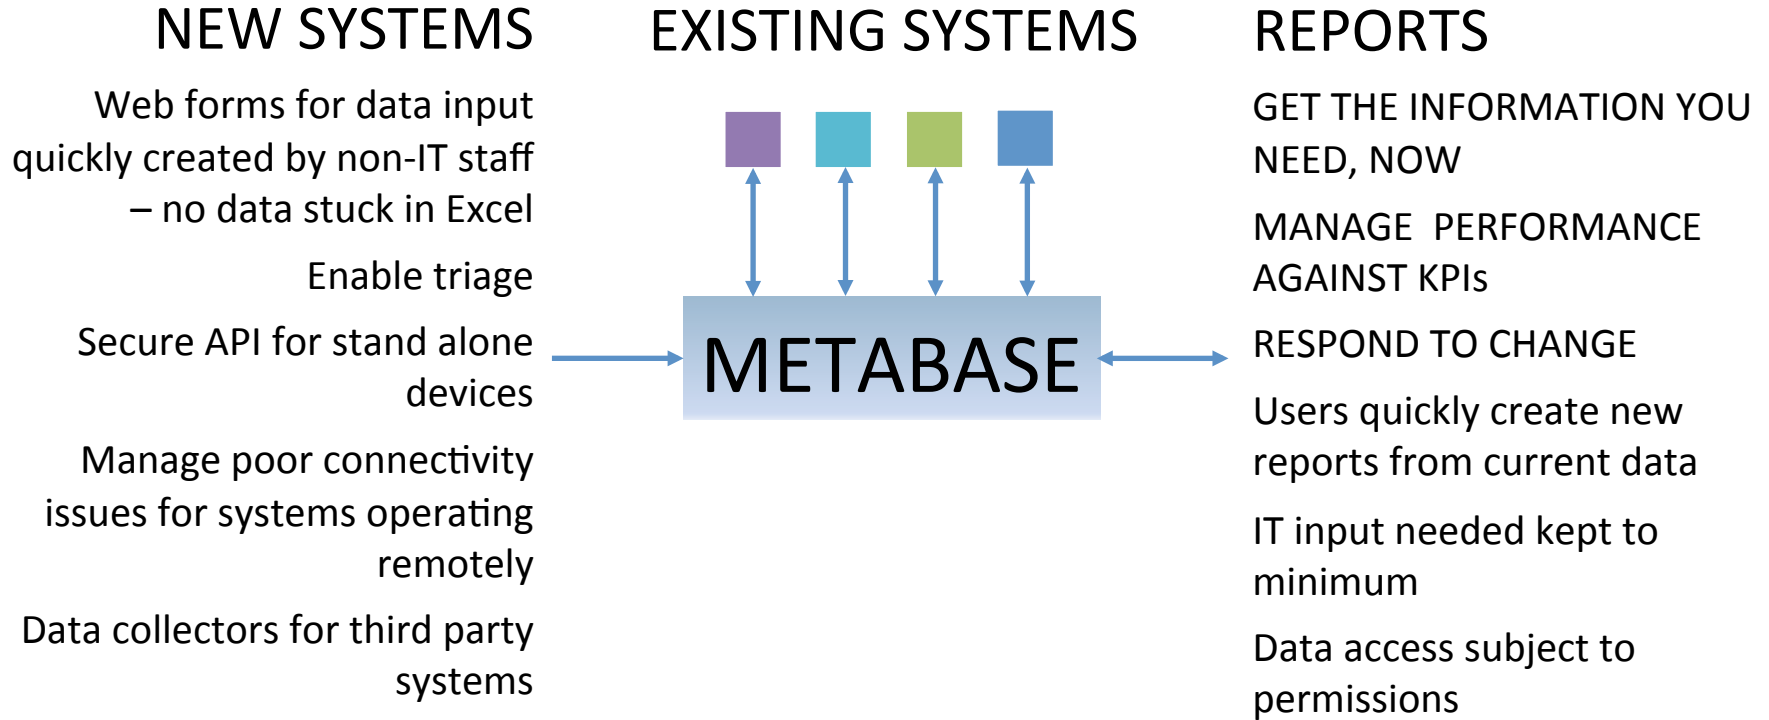 NEW SYSTEMS
Web forms for data input
quickly created by non-IT staff
– no data stuck in Excel
Enable triage
Secure API for stand alone
devices
Manage poor connectivity
issues for systems operating
remotely
Data collectors for third party
systems
EXISTING SYSTEMS
METABASE
REPORTS
GET THE INFORMATION YOU
NEED, NOW
MANAGE  PERFORMANCE
AGAINST KPIs
RESPOND TO CHANGE
Users quickly create new
reports from current data
IT input needed kept to
minimum
Data access subject to
permissions